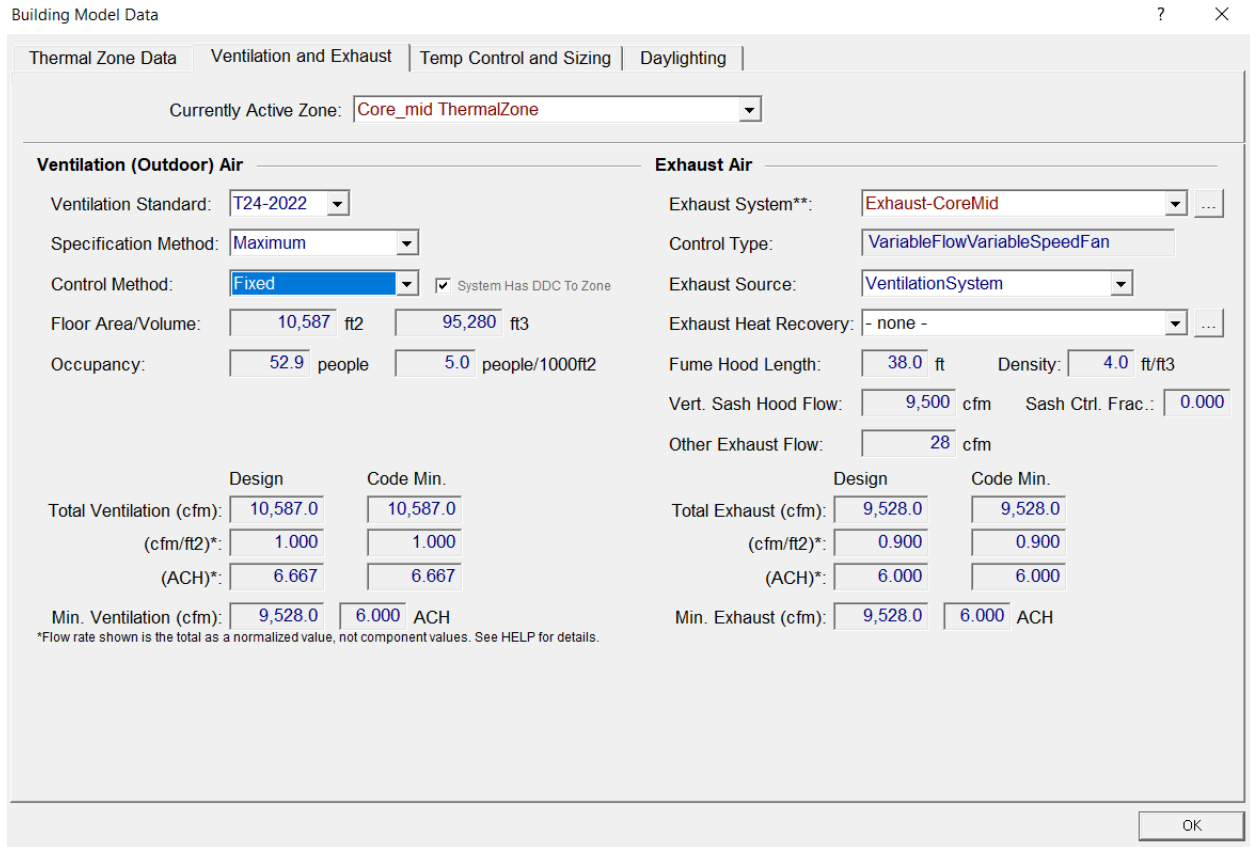 Building Model Data ? ×
Thermal Zone Data Ventilation and Exhaust Temp Control and Sizing Daylighting
Currently Active Zone: Core_mid ThermalZone
Ventilation (Outdoor) Air
Ventilation Standard: T24-2022
Specification Method: Maximum
Control Method: Fixed System Has DDC To Zone
Floor Area/Volume: 10,587 ft2 95,280 ft3
Occupancy: 52.9 people 5.0 people/1000ft2
Design Code Min.
Total Ventilation (cfm): 10,587.0 10,587.0
(cfm/ft2)*: 1.000 1.000
(ACH)*: 6.667 6.667
Min. Ventilation (cfm): 9,528.0 6.000 ACH
*Flow rate shown is the total as a normalized value, not component values. See HELP for details.
Exhaust Air
Exhaust System**: Exhaust-CoreMid ...
Control Type: VariableFlowVariableSpeedFan
Exhaust Source: VentilationSystem
Exhaust Heat Recovery: - none - ...
Fume Hood Length: 38.0 ft Density: 4.0 ft/ft3
Vert. Sash Hood Flow: 9,500 cfm Sash Ctrl. Frac.: 0.000
Other Exhaust Flow: 28 cfm
Design Code Min.
Total Exhaust (cfm): 9,528.0 9,528.0
(cfm/ft2)*: 0.900 0.900
(ACH)*: 6.000 6.000
Min. Exhaust (cfm): 9,528.0 6.000 ACH
OK